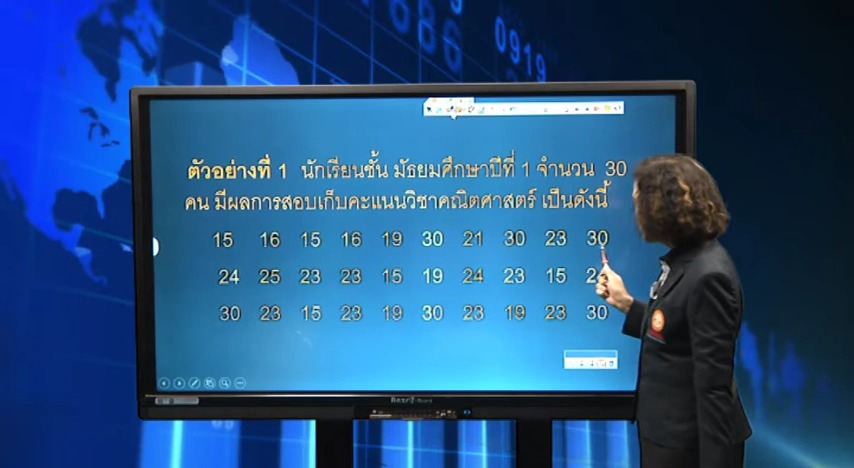 0919
ตัวอย่างที่ 1 นักเรียนชั้น มัธยมศึกษาปีที่ 1 จำนวน 30
คน มีผลการสอบเก็บคะแนนวิชาคณิตศาสตร์ เป็นดังนี้
15 16 15 16 19 30 21 30 23 30
24 25 23 23 15 19 24 23 15
30 23 15 23 19 30 23 19 23 30